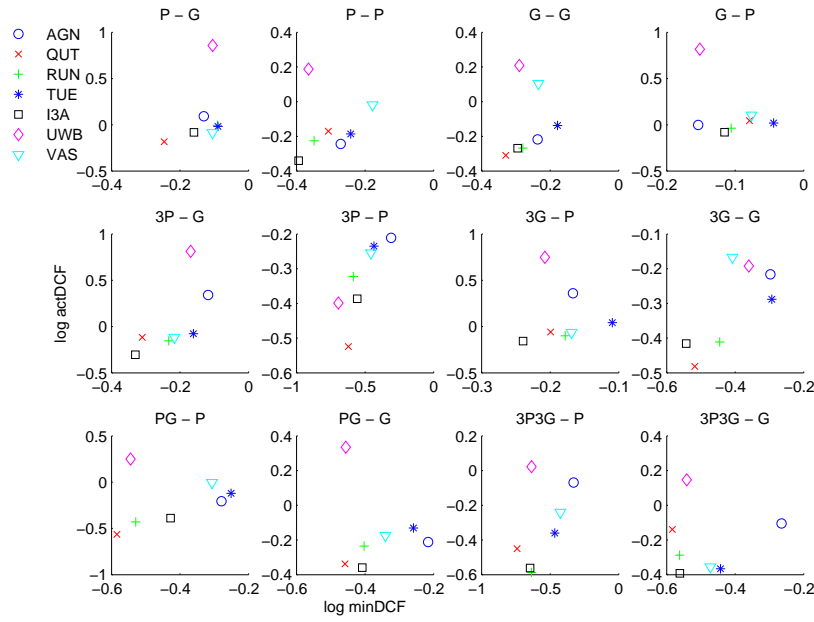 AGN
QUT
RUN
TUE
I3A
UWB
VAS
P – G
1
0.5
0
−0.5
−0.4 −0.2 0
P – P
0.4
0.2
0
−0.2
−0.4
−0.4 −0.2 0
G – G
0.4
0.2
0
−0.2
−0.4
−0.4 −0.2 0
G – P
1
0.5
0
−0.5
−0.2 −0.1 0
log actDCF
3P – G
1
0.5
0
−0.5
−0.4 −0.2 0
3P – P
−0.2
−0.3
−0.4
−0.5
−0.6
−1 −0.5 0
3G – P
1
0.5
0
−0.5
−0.3 −0.2 −0.1
3G – G
−0.1
−0.2
−0.3
−0.4
−0.5
−0.6 −0.4 −0.2
PG – P
0.5
0
−0.5
−1
−0.6 −0.4 −0.2
PG – G
0.4
0.2
0
−0.2
−0.4
−0.6 −0.4 −0.2
3P3G – P
0.4
0.2
0
−0.2
−0.4
−0.6
−1 −0.5 0
3P3G – G
0.4
0.2
0
−0.2
−0.4
−0.6 −0.4 −0.2
log minDCF